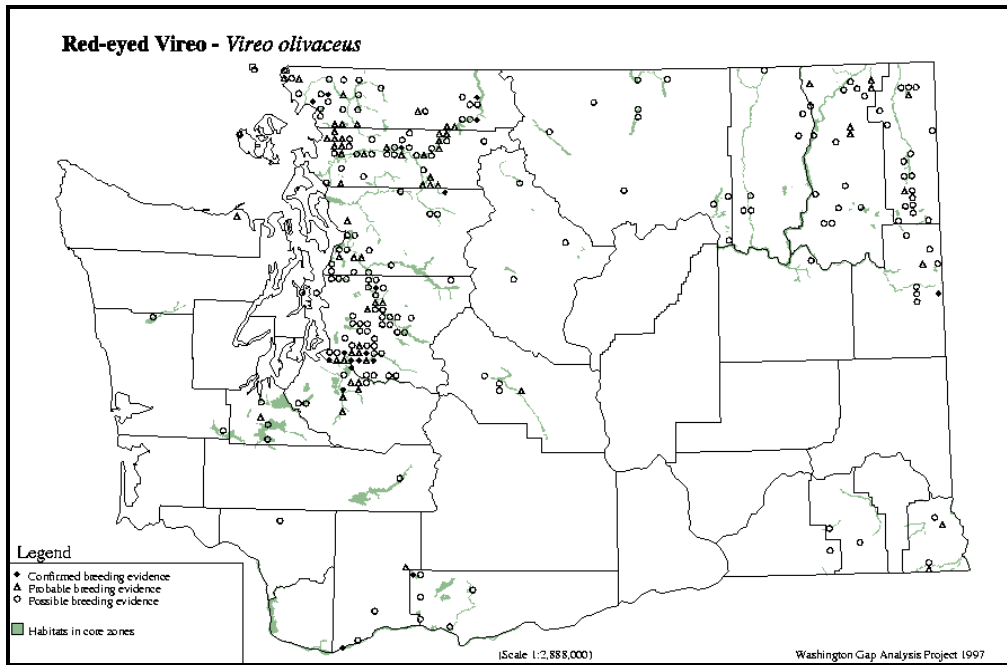 Red-eyed Vireo - Vireo olivaceus
Legend
Confirmed breeding evidence
Probable breeding evidence
Possible breeding evidence
Habitats in core zones
(Scale 1:2,888,000)
Washington Gap Analysis Project 1997